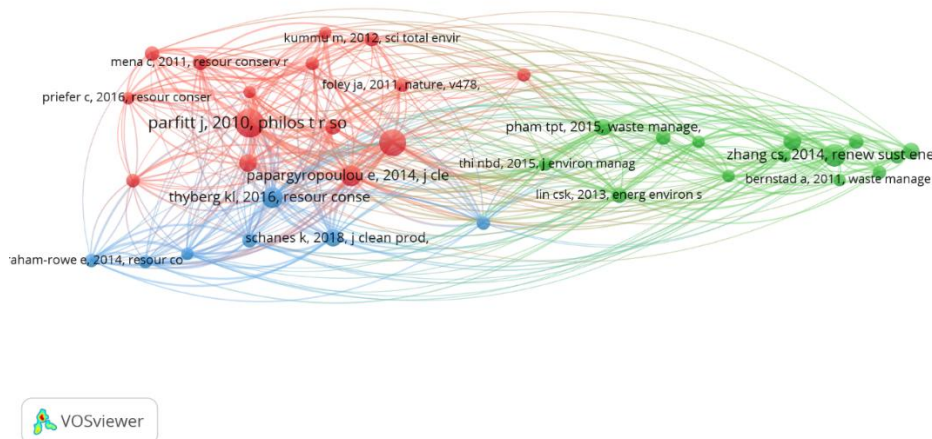 kummu m, 2012, sci total envir
mena c, 2011, resour conserv r
foley ja, 2011, nature, v478,
priefer c, 2016, resour conser
parfitt j, 2010, philos t r so
pham tpt, 2015, waste manage,
zhang cs, 2014, renew sust ene
thi nbd, 2015, j environ manag
papargyropoulou e, 2014, j cle
bernstad a, 2011, waste manage
thyberg kl, 2016, resour conse
lin csk, 2013, energ environ s
schanes k, 2018, j clean prod,
raham-rowe e, 2014, resour co
VOSviewer